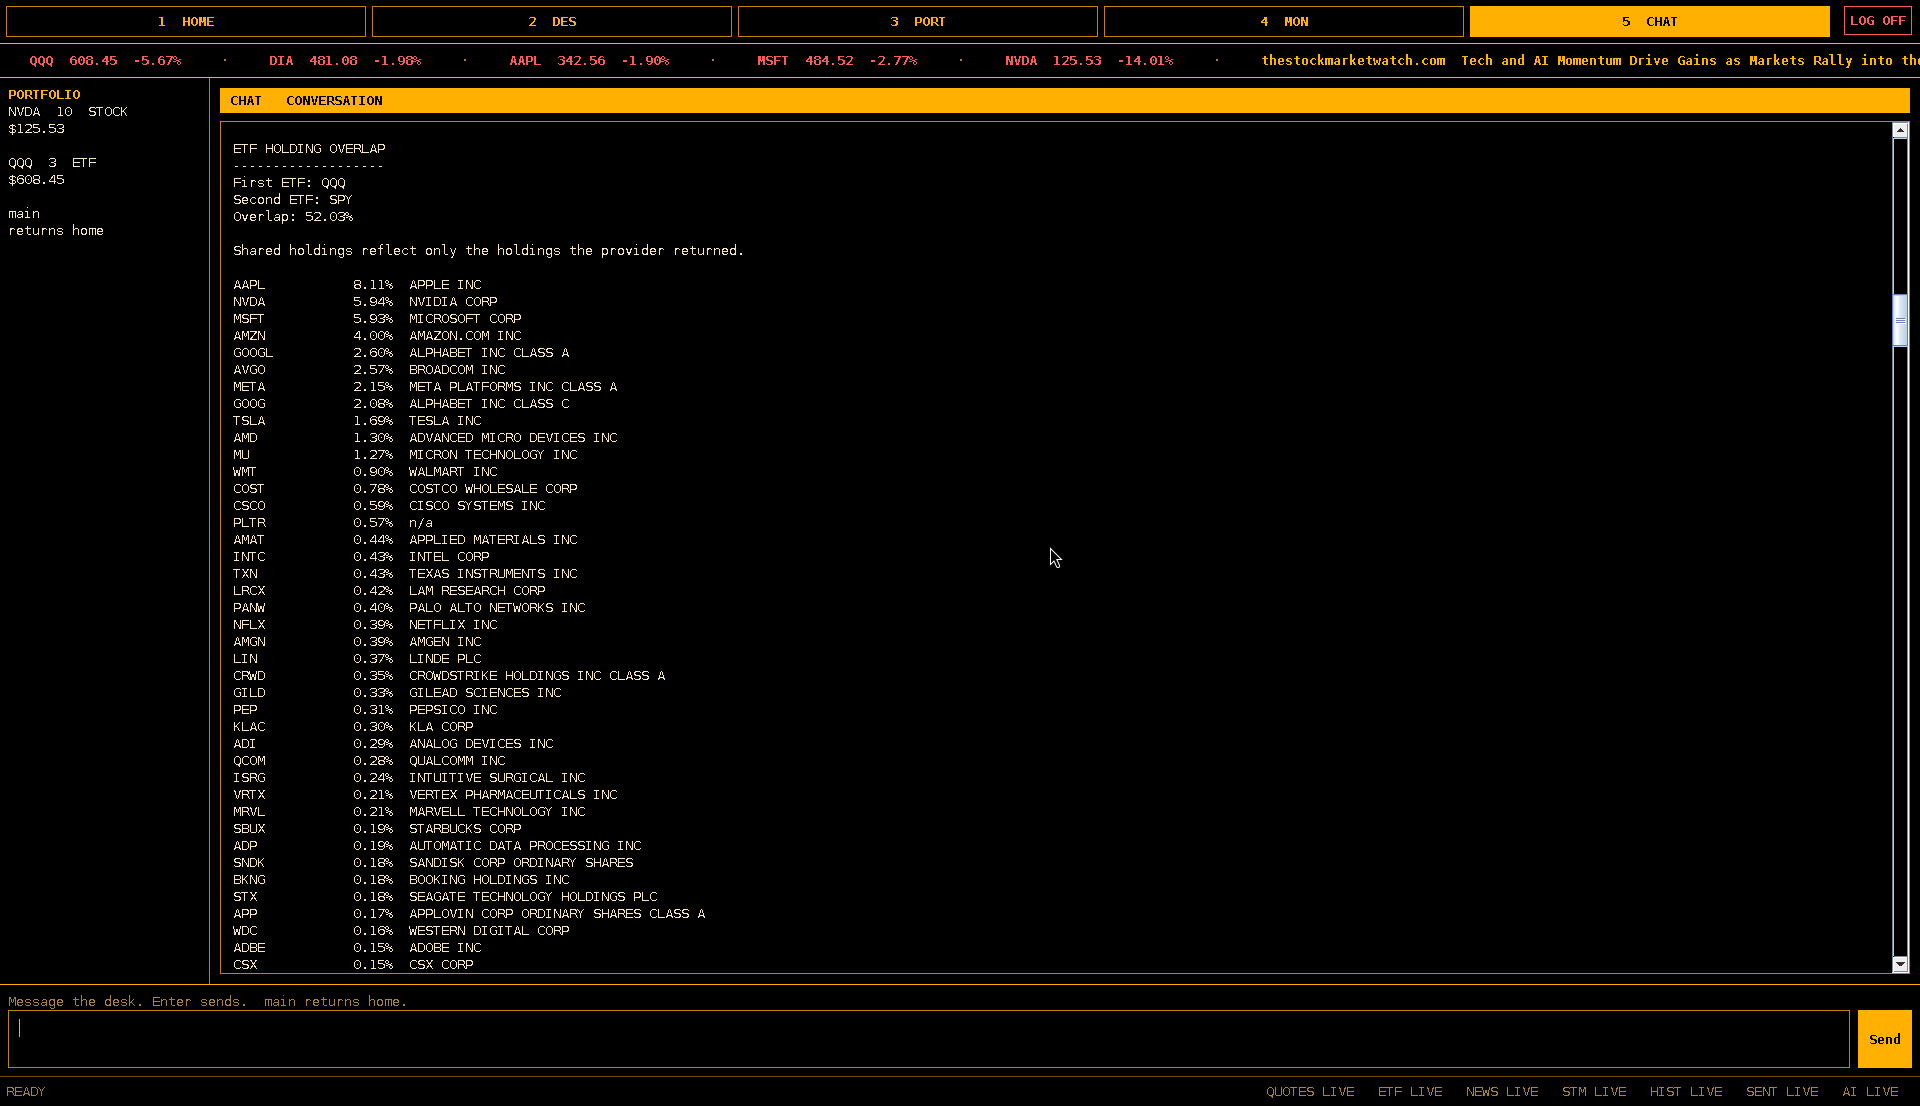 1 HOME
2 DES
3 PORT
4 MON
5 CHAT
LOG OFF
QQQ 608.45 -5.67% · DIA 481.08 -1.98% · AAPL 342.56 -1.90% · MSFT 484.52 -2.77% · NVDA 125.53 -14.01% · thestockmarketwatch.com Tech and AI Momentum Drive Gains as Markets Rally into the
PORTFOLIO
NVDA 10 STOCK
$125.53
QQQ 3 ETF
$608.45
main
returns home
CHAT CONVERSATION
ETF HOLDING OVERLAP
-------------------
First ETF: QQQ
Second ETF: SPY
Overlap: 52.03%
Shared holdings reflect only the holdings the provider returned.
AAPL 8.11% APPLE INC
NVDA 5.94% NVIDIA CORP
MSFT 5.93% MICROSOFT CORP
AMZN 4.00% AMAZON.COM INC
GOOGL 2.60% ALPHABET INC CLASS A
AVGO 2.57% BROADCOM INC
META 2.15% META PLATFORMS INC CLASS A
GOOG 2.08% ALPHABET INC CLASS C
TSLA 1.69% TESLA INC
AMD 1.30% ADVANCED MICRO DEVICES INC
MU 1.27% MICRON TECHNOLOGY INC
WMT 0.90% WALMART INC
COST 0.78% COSTCO WHOLESALE CORP
CSCO 0.59% CISCO SYSTEMS INC
PLTR 0.57% n/a
AMAT 0.44% APPLIED MATERIALS INC
INTC 0.43% INTEL CORP
TXN 0.43% TEXAS INSTRUMENTS INC
LRCX 0.42% LAM RESEARCH CORP
PANW 0.40% PALO ALTO NETWORKS INC
NFLX 0.39% NETFLIX INC
AMGN 0.39% AMGEN INC
LIN 0.37% LINDE PLC
CRWD 0.35% CROWDSTRIKE HOLDINGS INC CLASS A
GILD 0.33% GILEAD SCIENCES INC
PEP 0.31% PEPSICO INC
KLAC 0.30% KLA CORP
ADI 0.29% ANALOG DEVICES INC
QCOM 0.28% QUALCOMM INC
ISRG 0.24% INTUITIVE SURGICAL INC
VRTX 0.21% VERTEX PHARMACEUTICALS INC
MRVL 0.21% MARVELL TECHNOLOGY INC
SBUX 0.19% STARBUCKS CORP
ADP 0.19% AUTOMATIC DATA PROCESSING INC
SNDK 0.18% SANDISK CORP ORDINARY SHARES
BKNG 0.18% BOOKING HOLDINGS INC
STX 0.18% SEAGATE TECHNOLOGY HOLDINGS PLC
APP 0.17% APPLOVIN CORP ORDINARY SHARES CLASS A
WDC 0.16% WESTERN DIGITAL CORP
ADBE 0.15% ADOBE INC
CSX 0.15% CSX CORP
Message the desk. Enter sends. main returns home.
Send
READY
QUOTES LIVE ETF LIVE NEWS LIVE STM LIVE HIST LIVE SENT LIVE AI LIVE